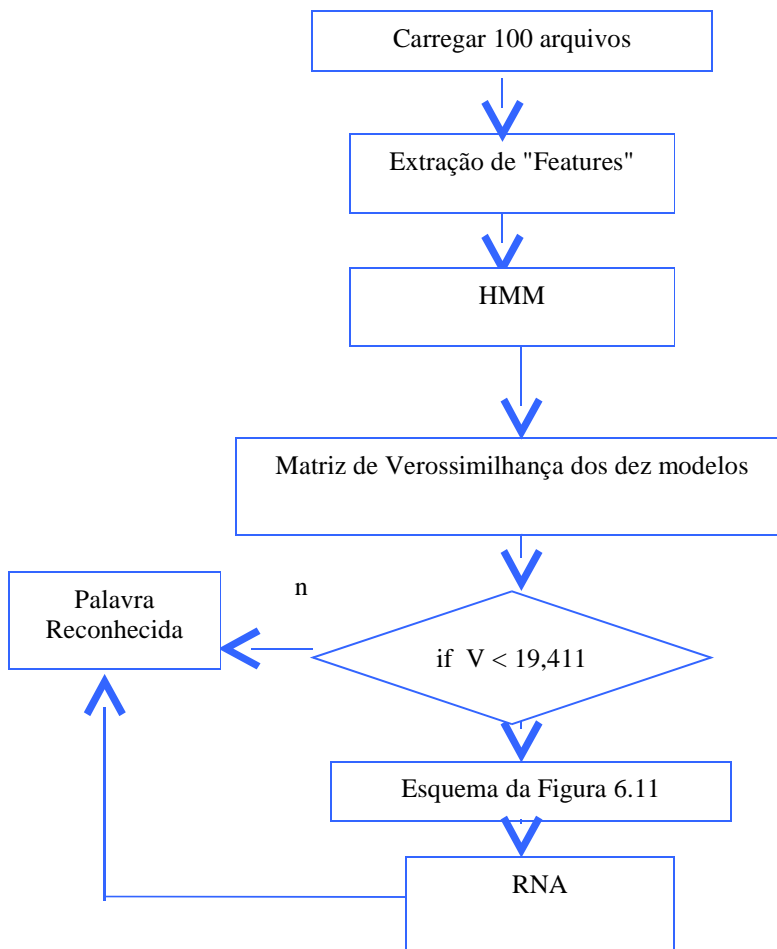 Carregar 100 arquivos
Extração de "Features"
HMM
Matriz de Verossimilhança dos dez modelos
n
Palavra
Reconhecida
if V < 19,411
Esquema da Figura 6.11
RNA